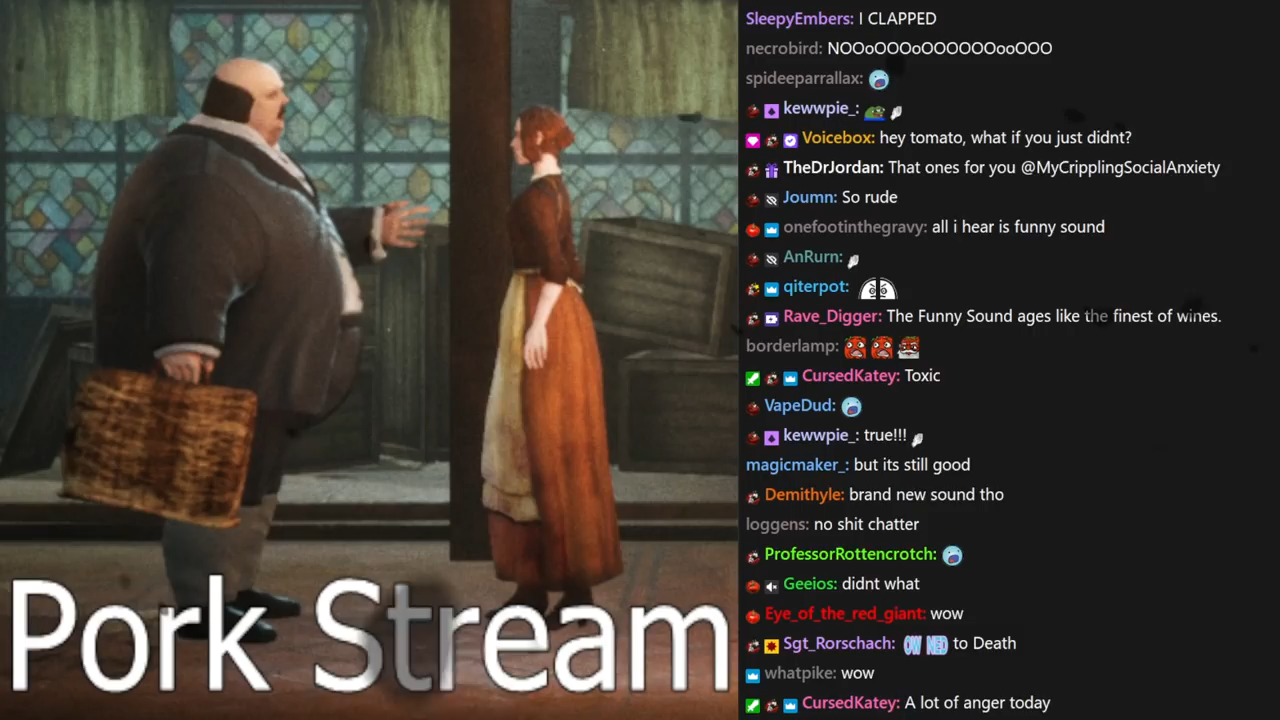 Pork Stream
SleepyEmbers: I CLAPPED
necrobird: NOOoOOOoOOOOOOooOOO
spideeparrallax:
kewwpie_:
Voicebox: hey tomato, what if you just didnt?
TheDrJordan: That ones for you @MyCripplingSocialAnxiety
Joumn: So rude
onefootinthegravy: all i hear is funny sound
AnRurn:
qiterpot:
Rave_Digger: The Funny Sound ages like the finest of wines.
borderlamp:
CursedKatey: Toxic
VapeDud:
kewwpie_: true!!!
magicmaker_: but its still good
Demithyle: brand new sound tho
loggens: no shit chatter
ProfessorRottencrotch:
Geeios: didnt what
Eye_of_the_red_giant: wow
Sgt_Rorschach: OW NED to Death
whatpike: wow
CursedKatey: A lot of anger today